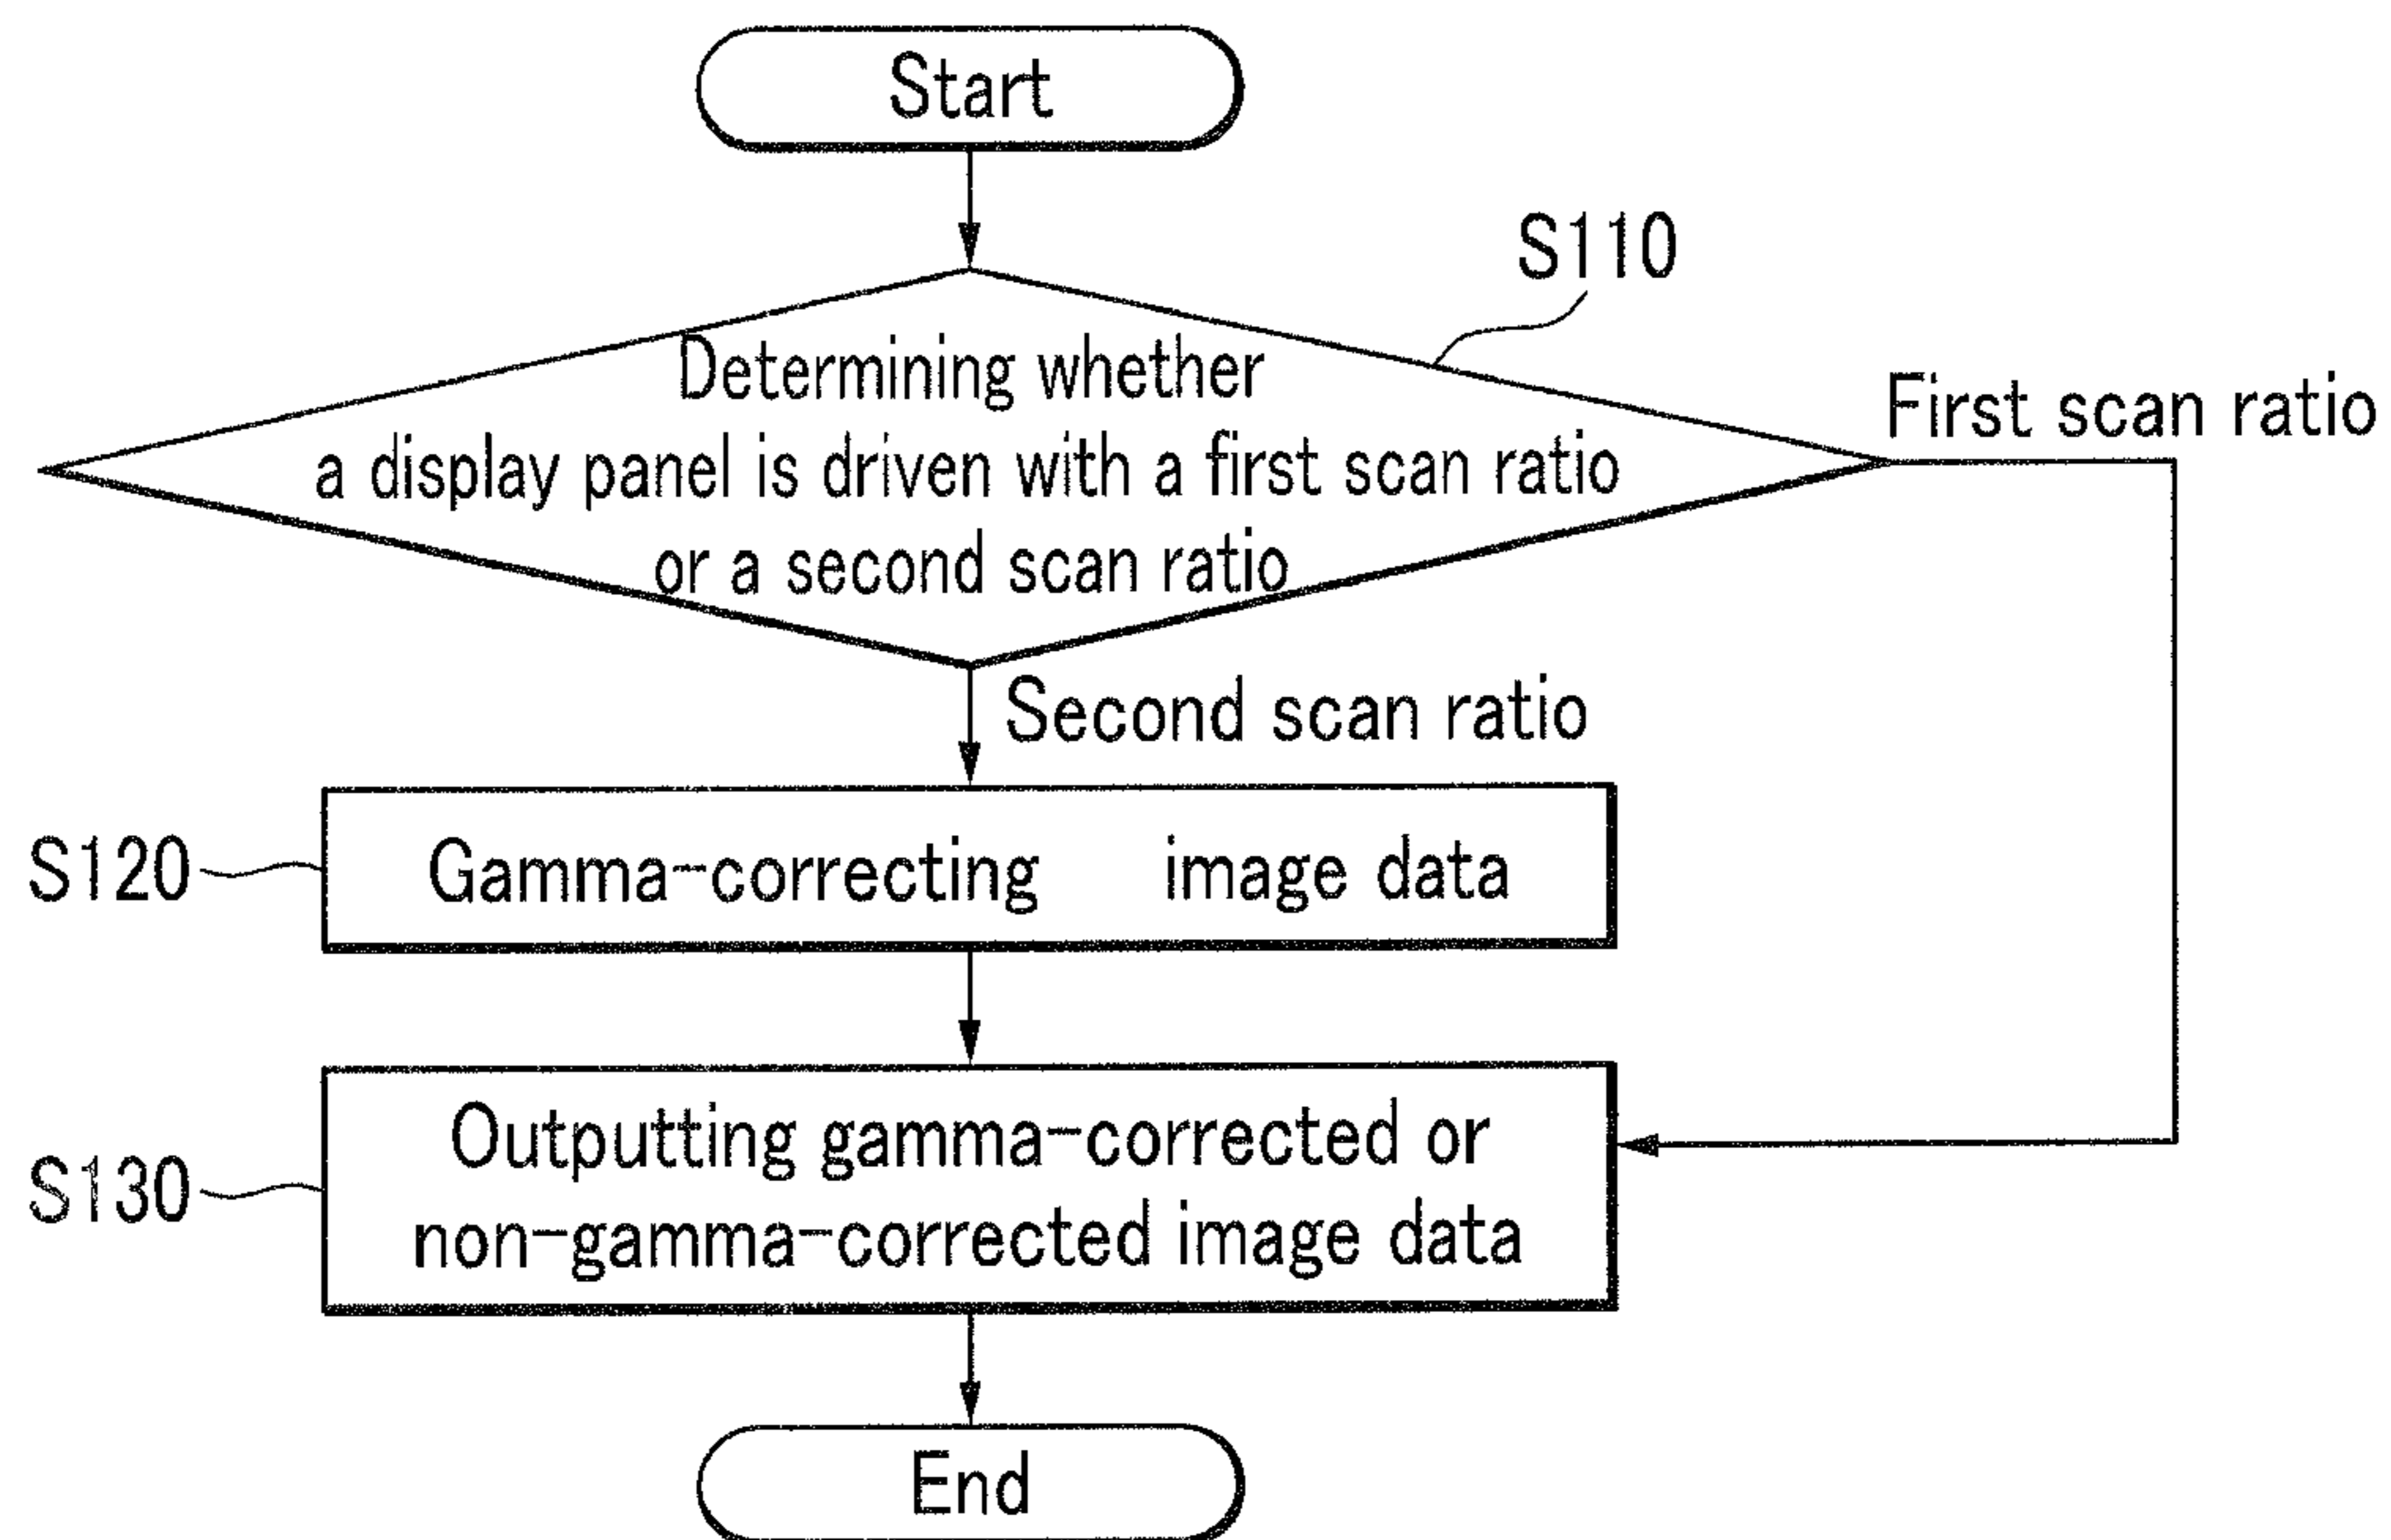 Start
S110
Determining whether
a display panel is driven with a first scan ratio
or a second scan ratio
First scan ratio
Second scan ratio
S120
Gamma-correcting image data
S130
Outputting gamma-corrected or
non-gamma-corrected image data
End